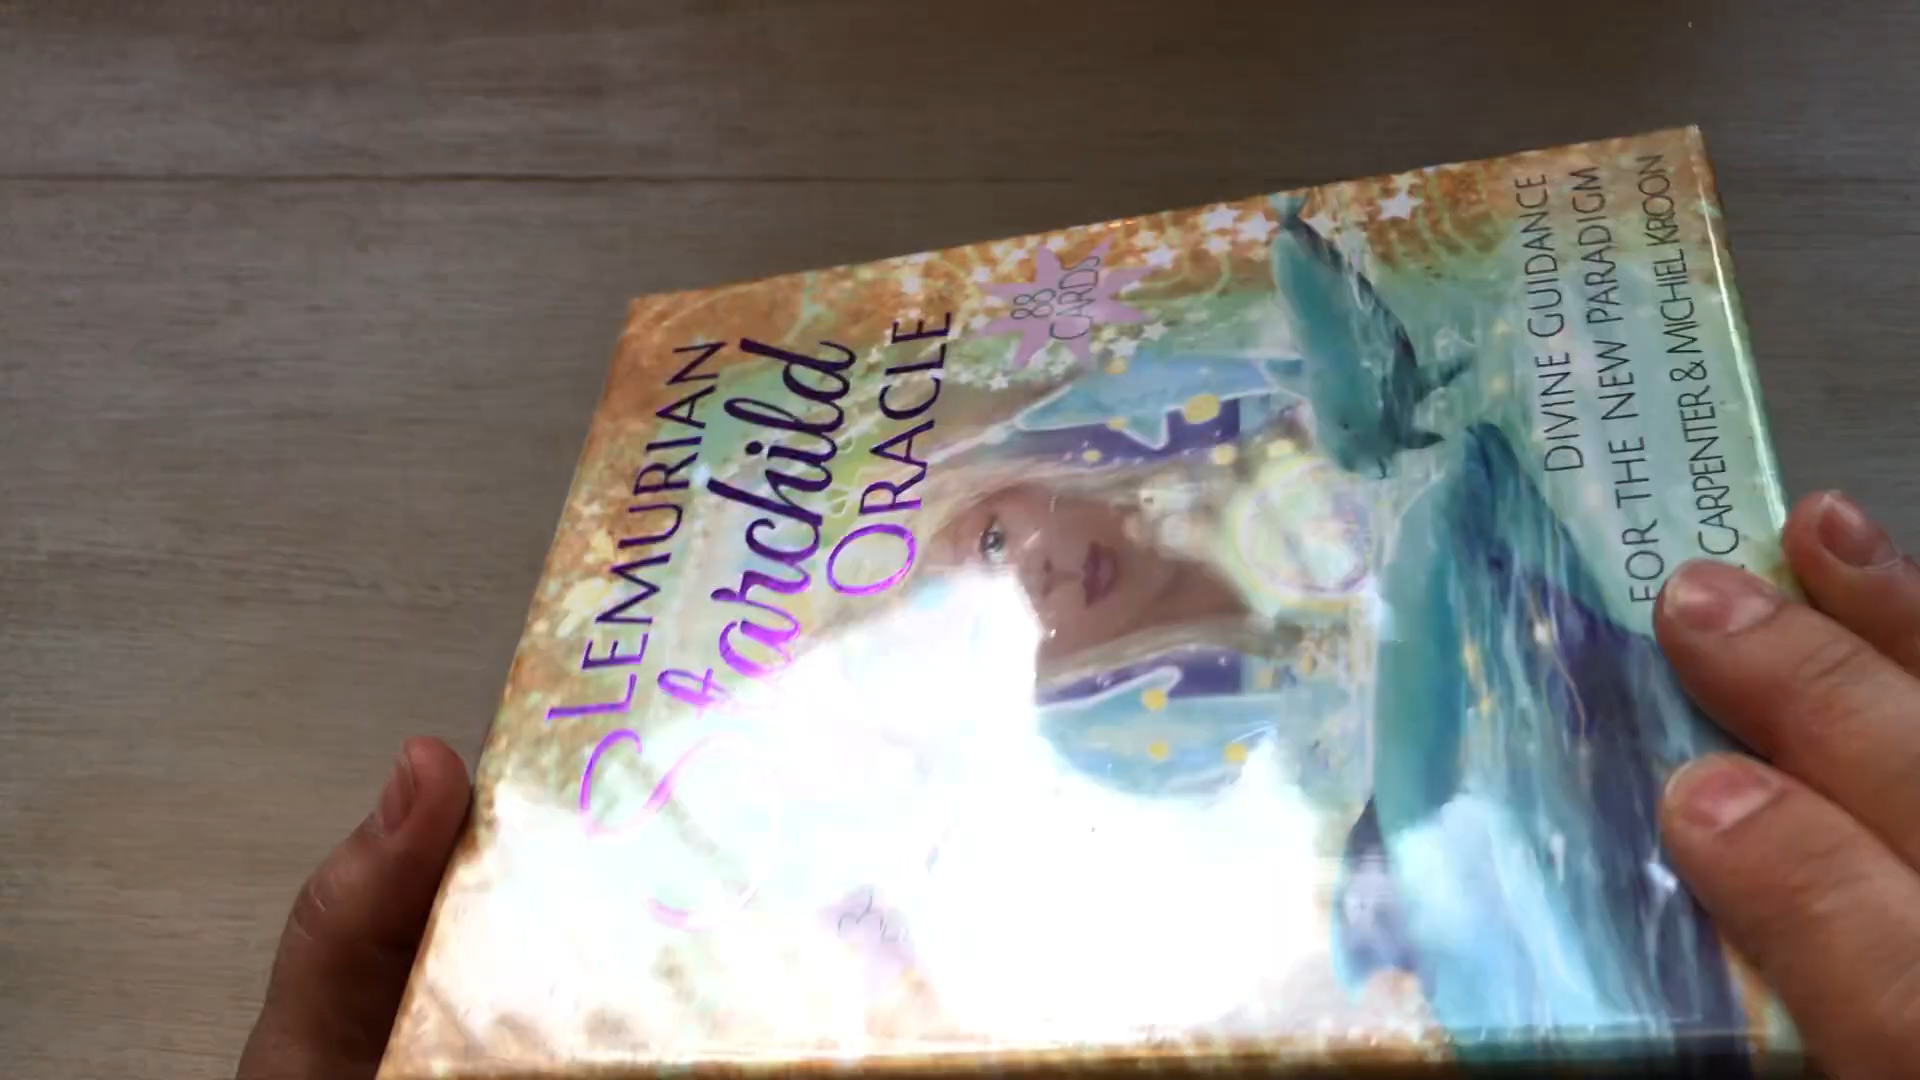 LEMURIAN
Starchild
ORACLE
88
CARDS
DIVINE GUIDANCE
FOR THE NEW PARADIGM
CARPENTER & MICHIEL KROON